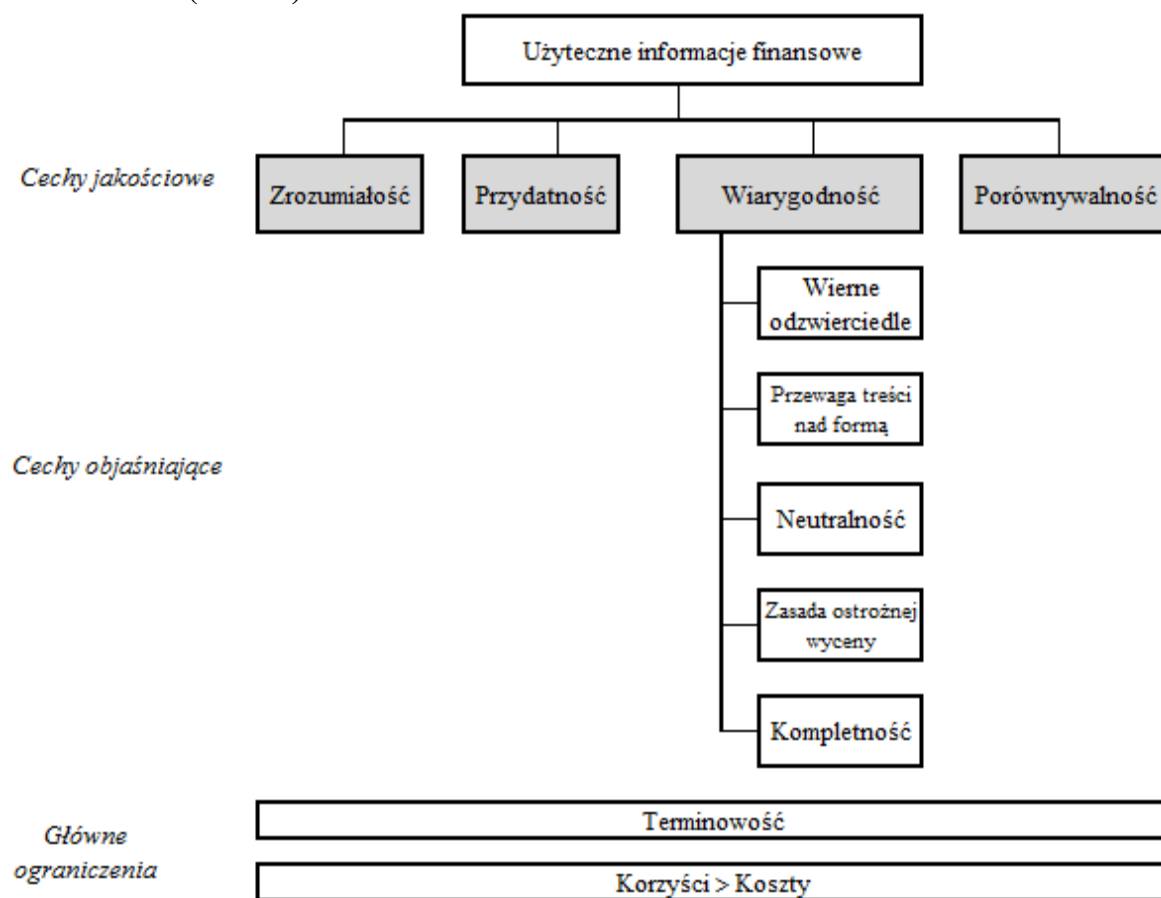 Użyteczne informacje finansowe
Cechy jakościowe
Zrozumiałość
Przydatność
Wiarygodność
Porównywalność
Wierne
odzwierciedle
Przewaga treści
nad formą
Cechy objaśniające
Neutralność
Zasada ostrożnej
wyceny
Kompletność
Główne
ograniczenia
Terminowość
Korzyści > Koszty